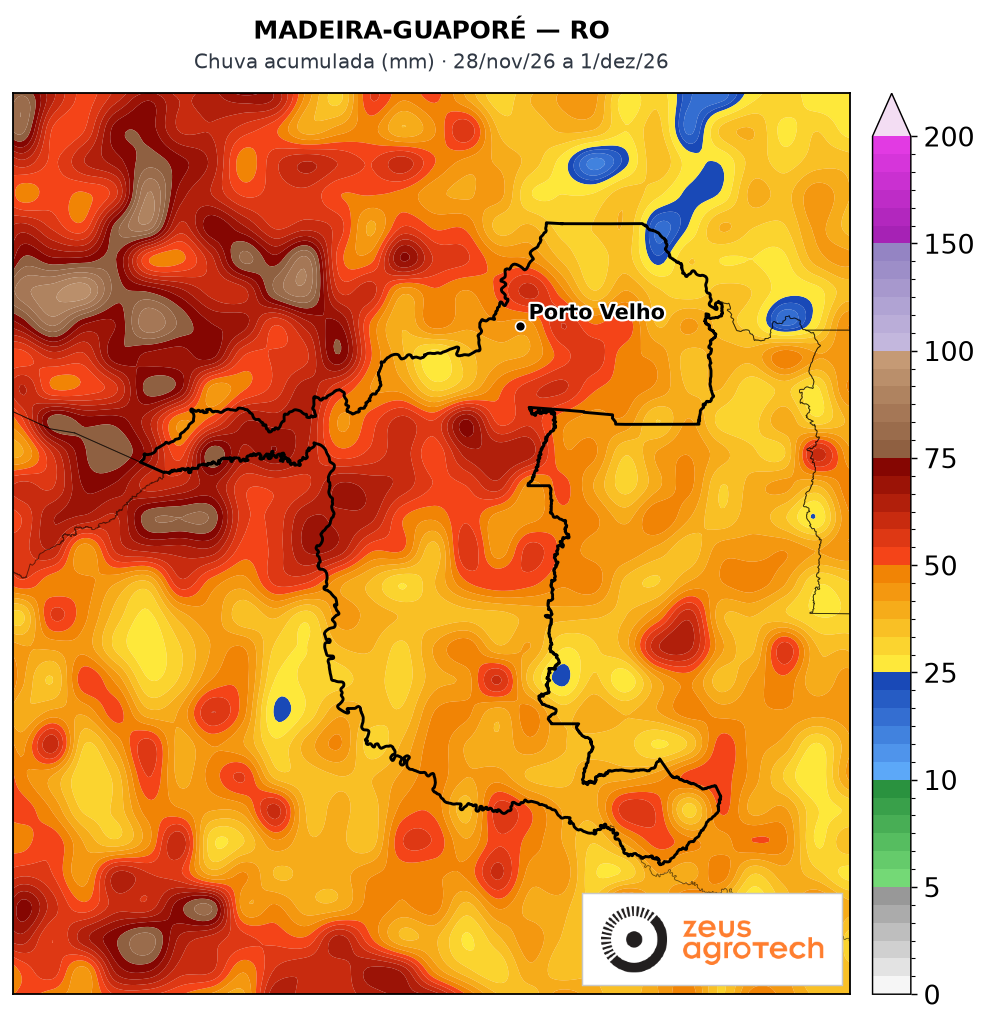 MADEIRA-GUAPORÉ — RO
Chuva acumulada (mm) · 28/nov/26 a 1/dez/26
Porto Velho
200
150
100
75
50
25
10
5
0
zeus
agrotech